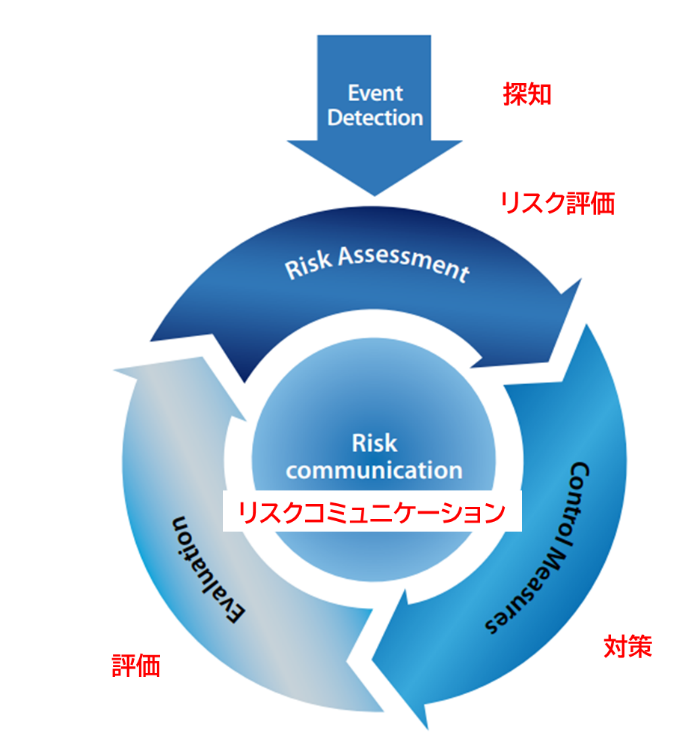 Event
Detection
探知
リスク評価
Risk Assessment
Risk
communication
リスクコミュニケーション
Control Measures
対策
Evaluation
評価